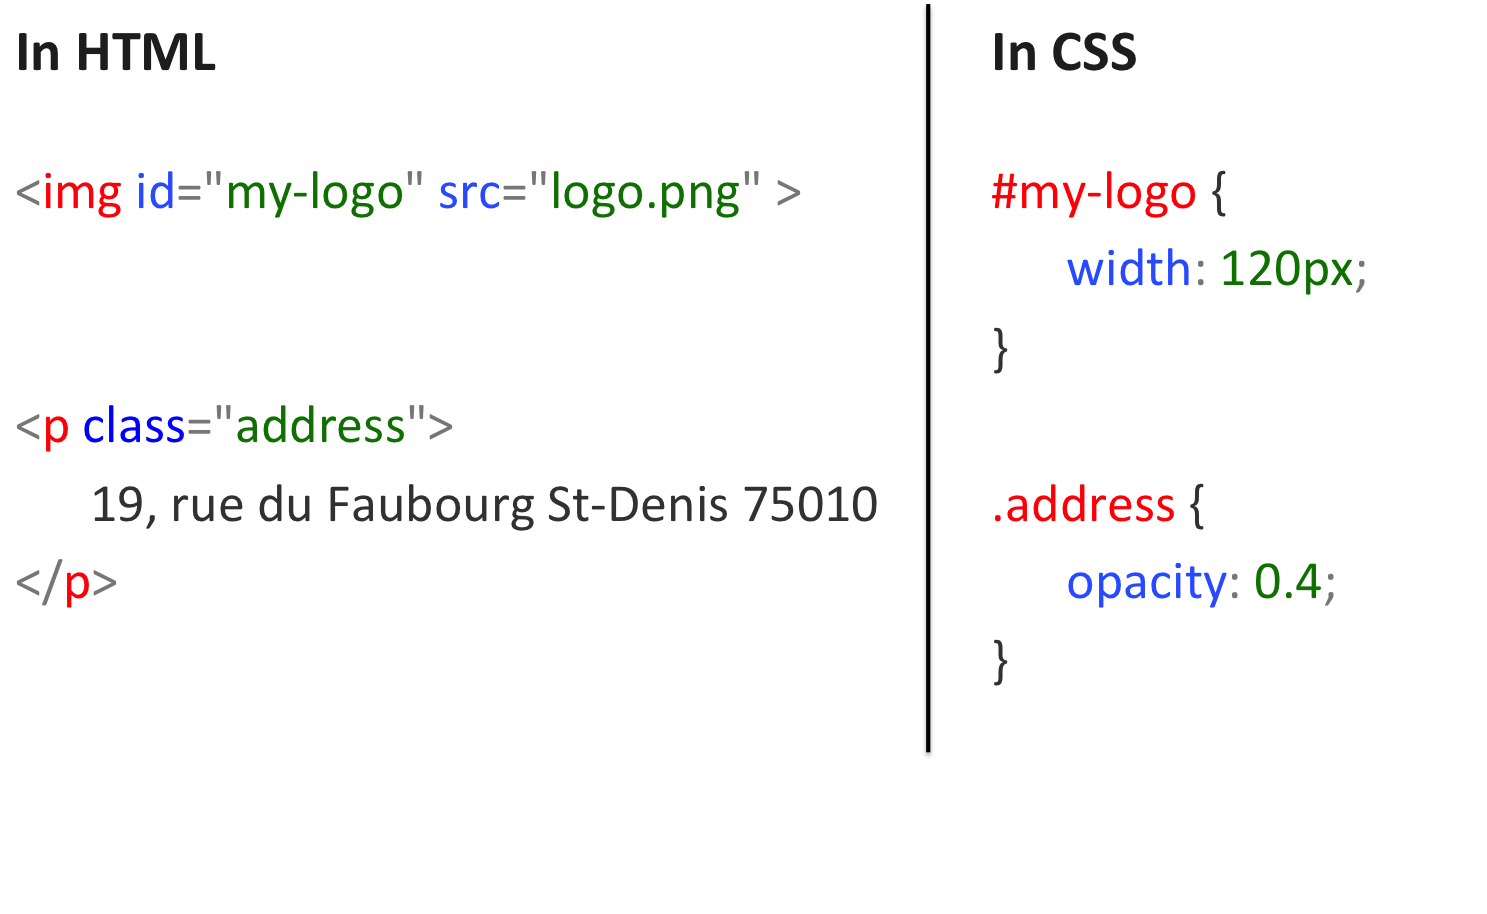 In HTML
<img id="my-logo" src="logo.png" >
<p class="address">
19, rue du Faubourg St-Denis 75010
</p>
In CSS
#my-logo {
width: 120px;
}
.address {
opacity: 0.4;
}